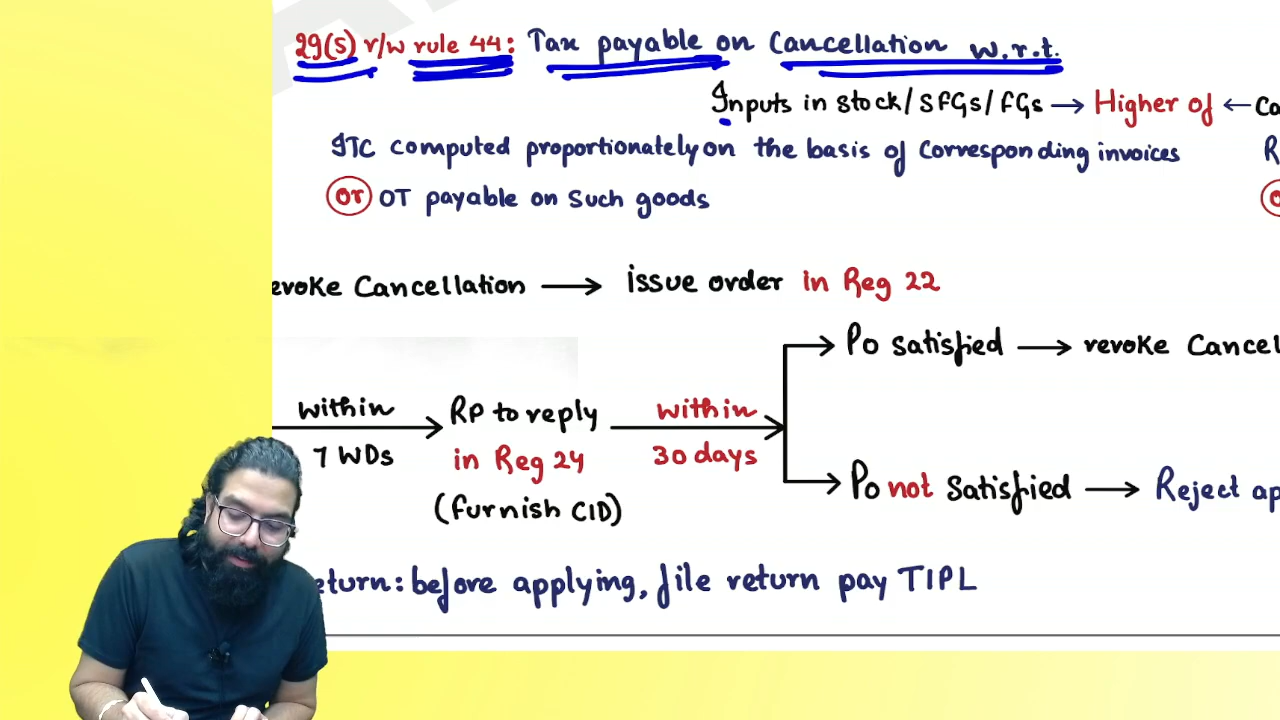 29(5) r/w rule 44: Tax payable on Cancellation w.r.t.
Inputs in stock/SFGs/FGs → Higher of ←
ITC computed proportionately on the basis of Corresponding invoices
or OT payable on Such goods
evoke Cancellation → issue order in Reg 22
Po satisfied → revoke Cancel
within 7 WDs
RP to reply in Reg 24 (furnish CID)
within 30 days
Po not Satisfied → Reject ap
eturn: before applying, file return pay TIPL